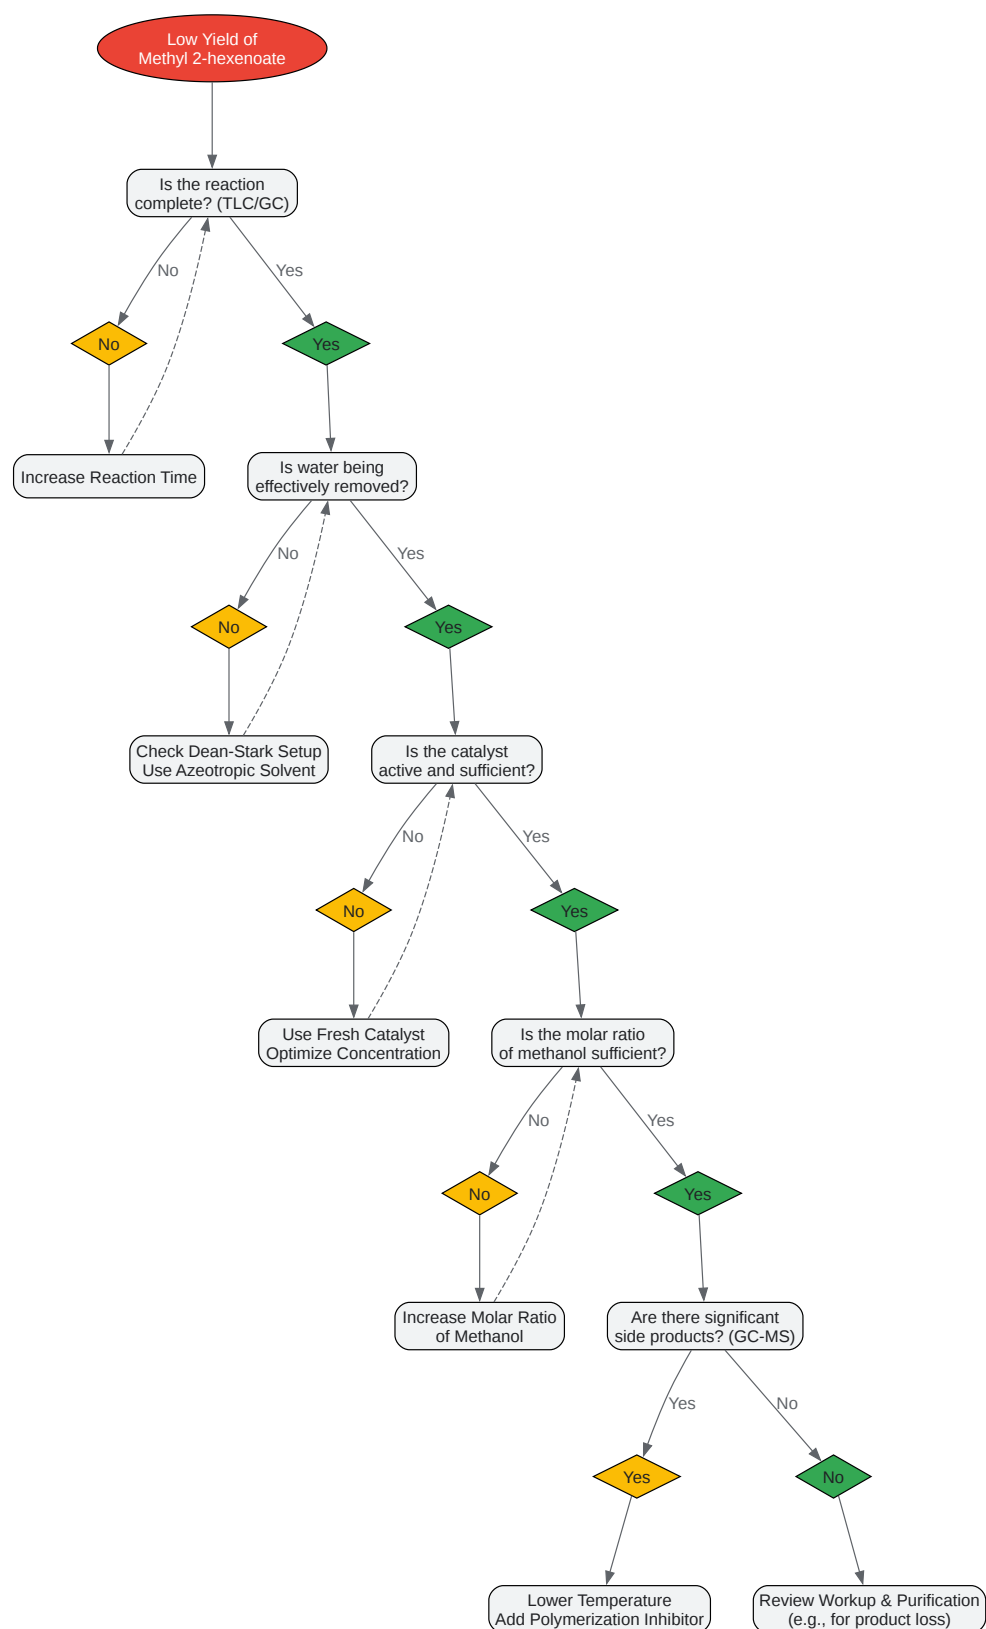 Low Yield of
Methyl 2-hexenoate
Is the reaction
complete? (TLC/GC)
No
Yes
No
Yes
Increase Reaction Time
Is water being
effectively removed?
No
Yes
No
Yes
Check Dean-Stark Setup
Use Azeotropic Solvent
Is the catalyst
active and sufficient?
No
Yes
No
Yes
Use Fresh Catalyst
Optimize Concentration
Is the molar ratio
of methanol sufficient?
No
Yes
No
Yes
Increase Molar Ratio
of Methanol
Are there significant
side products? (GC-MS)
Yes
No
Yes
No
Lower Temperature
Add Polymerization Inhibitor
Review Workup & Purification
(e.g., for product loss)